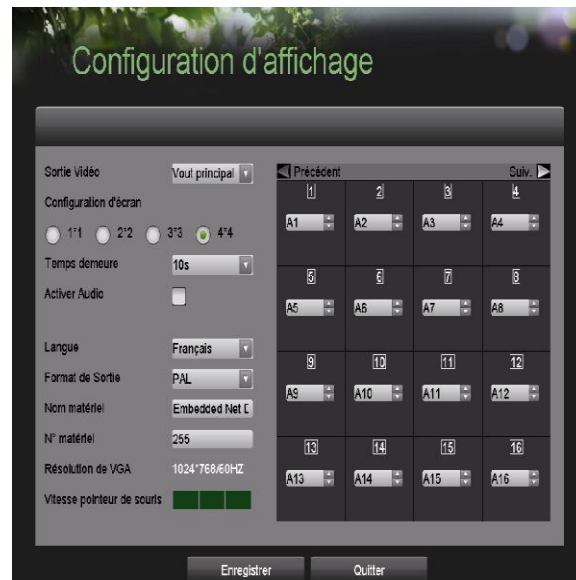 Configuration d'affichage
Sortie Vidéo Vout principal
Configuration d'écran
1*1 2*2 3*3 4*4
Temps demeure 10s
Activer Audio
Langue Français
Format de Sortie PAL
Nom matériel Embedded Net D
N° matériel 255
Résolution de VGA 1024*768/60HZ
Vitesse pointeur de souris
Précédent Suiv.
1 2 3 4
A1 A2 A3 A4
5 6 7 8
A5 A6 A7 A8
9 10 11 12
A9 A10 A11 A12
13 14 15 16
A13 A14 A15 A16
Enregistrer Quitter